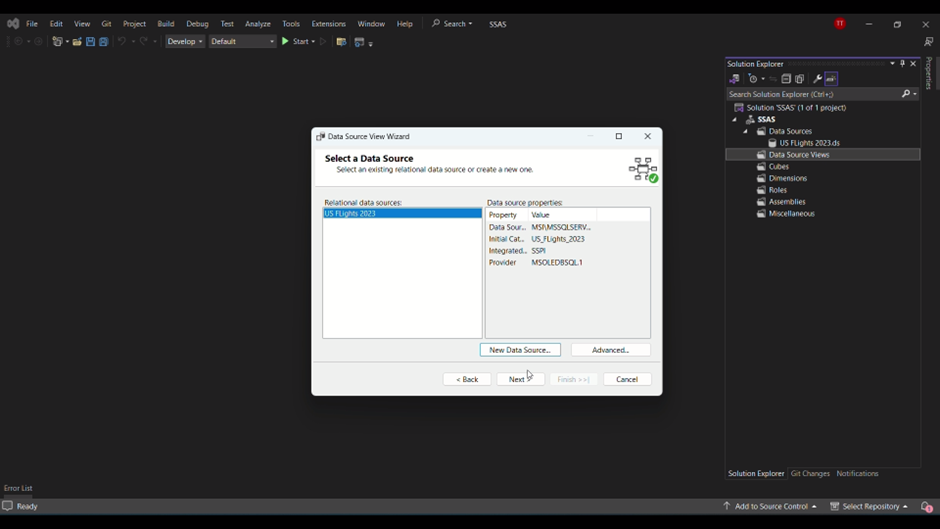 File Edit View Git Project Build Debug Test Analyze Tools Extensions Window Help Search SSAS TT
Develop Default Start
Solution Explorer
Properties
Search Solution Explorer (Ctrl+;)
Solution 'SSAS' (1 of 1 project)
SSAS
Data Sources
US FLights 2023.ds
Data Source Views
Cubes
Dimensions
Roles
Assemblies
Miscellaneous
Data Source View Wizard
Select a Data Source
Select an existing relational data source or create a new one.
Relational data sources: Data source properties:
US FLights 2023
Property Value
Data Sour... MSI\MSSQLSERV...
Initial Cat... US_FLights_2023
Integrated... SSPI
Provider MSOLEDBSQL.1
New Data Source... Advanced...
< Back Next > Finish >>| Cancel
Solution Explorer Git Changes Notifications
Error List
Ready Add to Source Control Select Repository 1